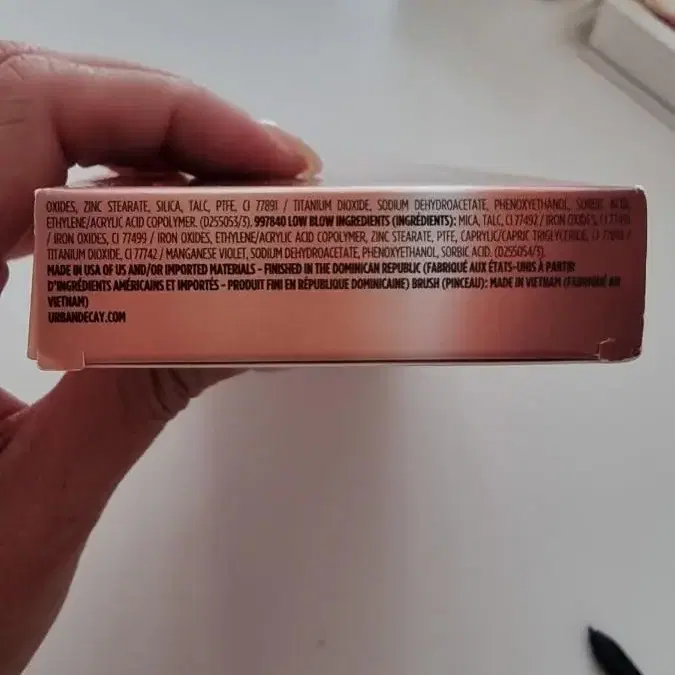 OXIDES, ZINC STEARATE, SILICA, TALC, PTFE, CI 77891 / TITANIUM DIOXIDE, SODIUM DEHYDROACETATE, PHENOXYETHANOL, SORBIC ACID,
ETHYLENE/ACRYLIC ACID COPOLYMER. (D255053/3). 997840 LOW BLOW INGREDIENTS (INGRÉDIENTS): MICA, TALC, CI 77492 / IRON OXIDES, CI 77491
/ IRON OXIDES, CI 77499 / IRON OXIDES, ETHYLENE/ACRYLIC ACID COPOLYMER, ZINC STEARATE, PTFE, CAPRYLIC/CAPRIC TRIGLYCERIDE, CI 77891 /
TITANIUM DIOXIDE, CI 77742 / MANGANESE VIOLET, SODIUM DEHYDROACETATE, PHENOXYETHANOL, SORBIC ACID. (D255054/3).
MADE IN USA OF US AND/OR IMPORTED MATERIALS - FINISHED IN THE DOMINICAN REPUBLIC (FABRIQUÉ AUX ÉTATS-UNIS À PARTIR
D'INGRÉDIENTS AMÉRICAINS ET IMPORTÉS - PRODUIT FINI EN RÉPUBLIQUE DOMINICAINE) BRUSH (PINCEAU): MADE IN VIETNAM (FABRIQUÉ AU
VIETNAM)
URBANDECAY.COM